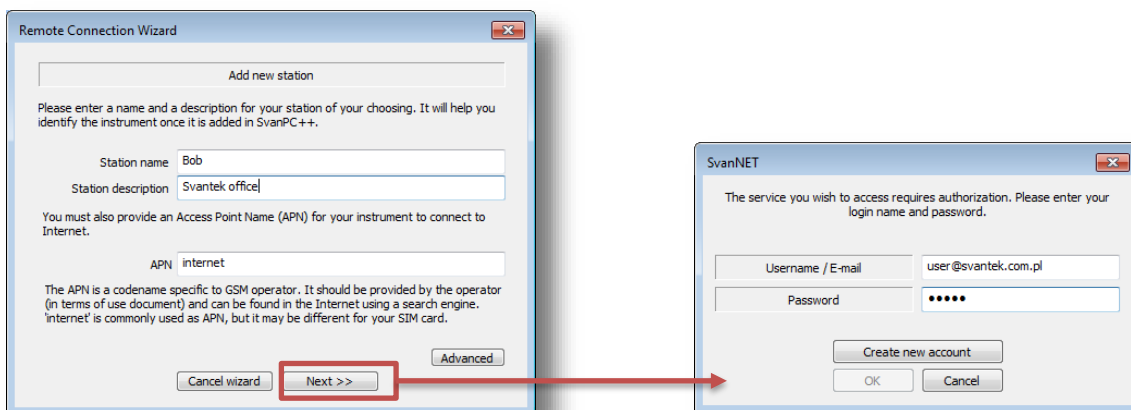 Remote Connection Wizard
Add new station
Please enter a name and a description for your station of your choosing. It will help you
identify the instrument once it is added in SvanPC++.
Station name Bob
Station description Svantek office
You must also provide an Access Point Name (APN) for your instrument to connect to
Internet.
APN internet
The APN is a codename specific to GSM operator. It should be provided by the operator
(in terms of use document) and can be found in the Internet using a search engine.
'internet' is commonly used as APN, but it may be different for your SIM card.
Advanced
Cancel wizard Next >>
SvanNET
The service you wish to access requires authorization. Please enter your
login name and password.
Username / E-mail user@svantek.com.pl
Password •••••
Create new account
OK Cancel